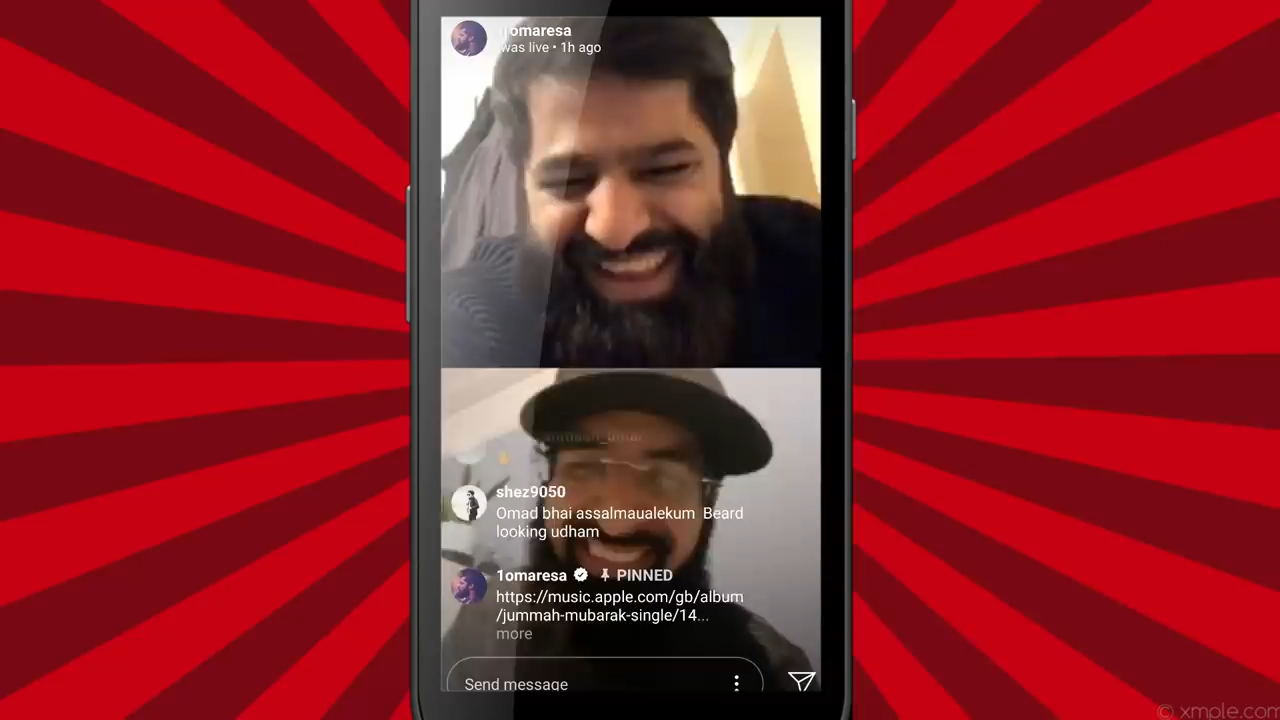 1omaresa
was live • 1h ago
shez9050
Omad bhai assalmaualekum Beard
looking udham
1omaresa PINNED
https://music.apple.com/gb/album
/jummah-mubarak-single/14...
more
Send message
© xmple.com